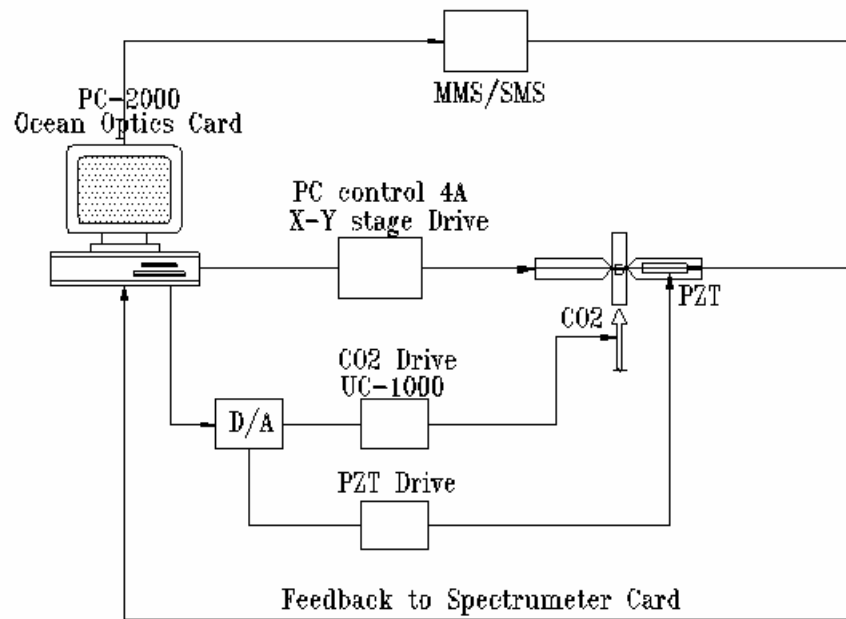 MMS/SMS
PC-2000
Ocean Optics Card
PC control 4A
X-Y stage Drive
PZT
CO2
CO2 Drive
UC-1000
D/A
PZT Drive
Feedback to Spectrumeter Card